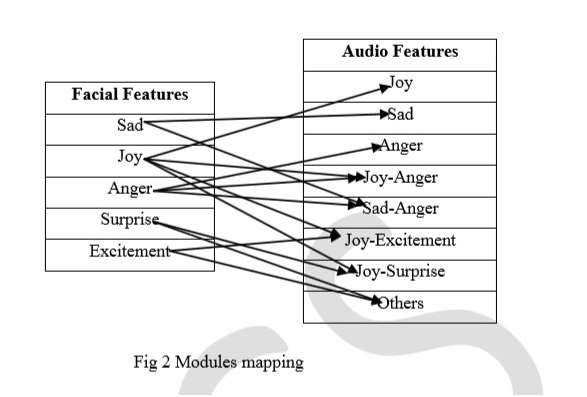 Audio Features
Joy
Sad
Anger
Joy-Anger
Sad-Anger
Joy-Excitement
Joy-Surprise
Others
Facial Features
Sad
Joy
Anger
Surprise
Excitement
Fig 2 Modules mapping